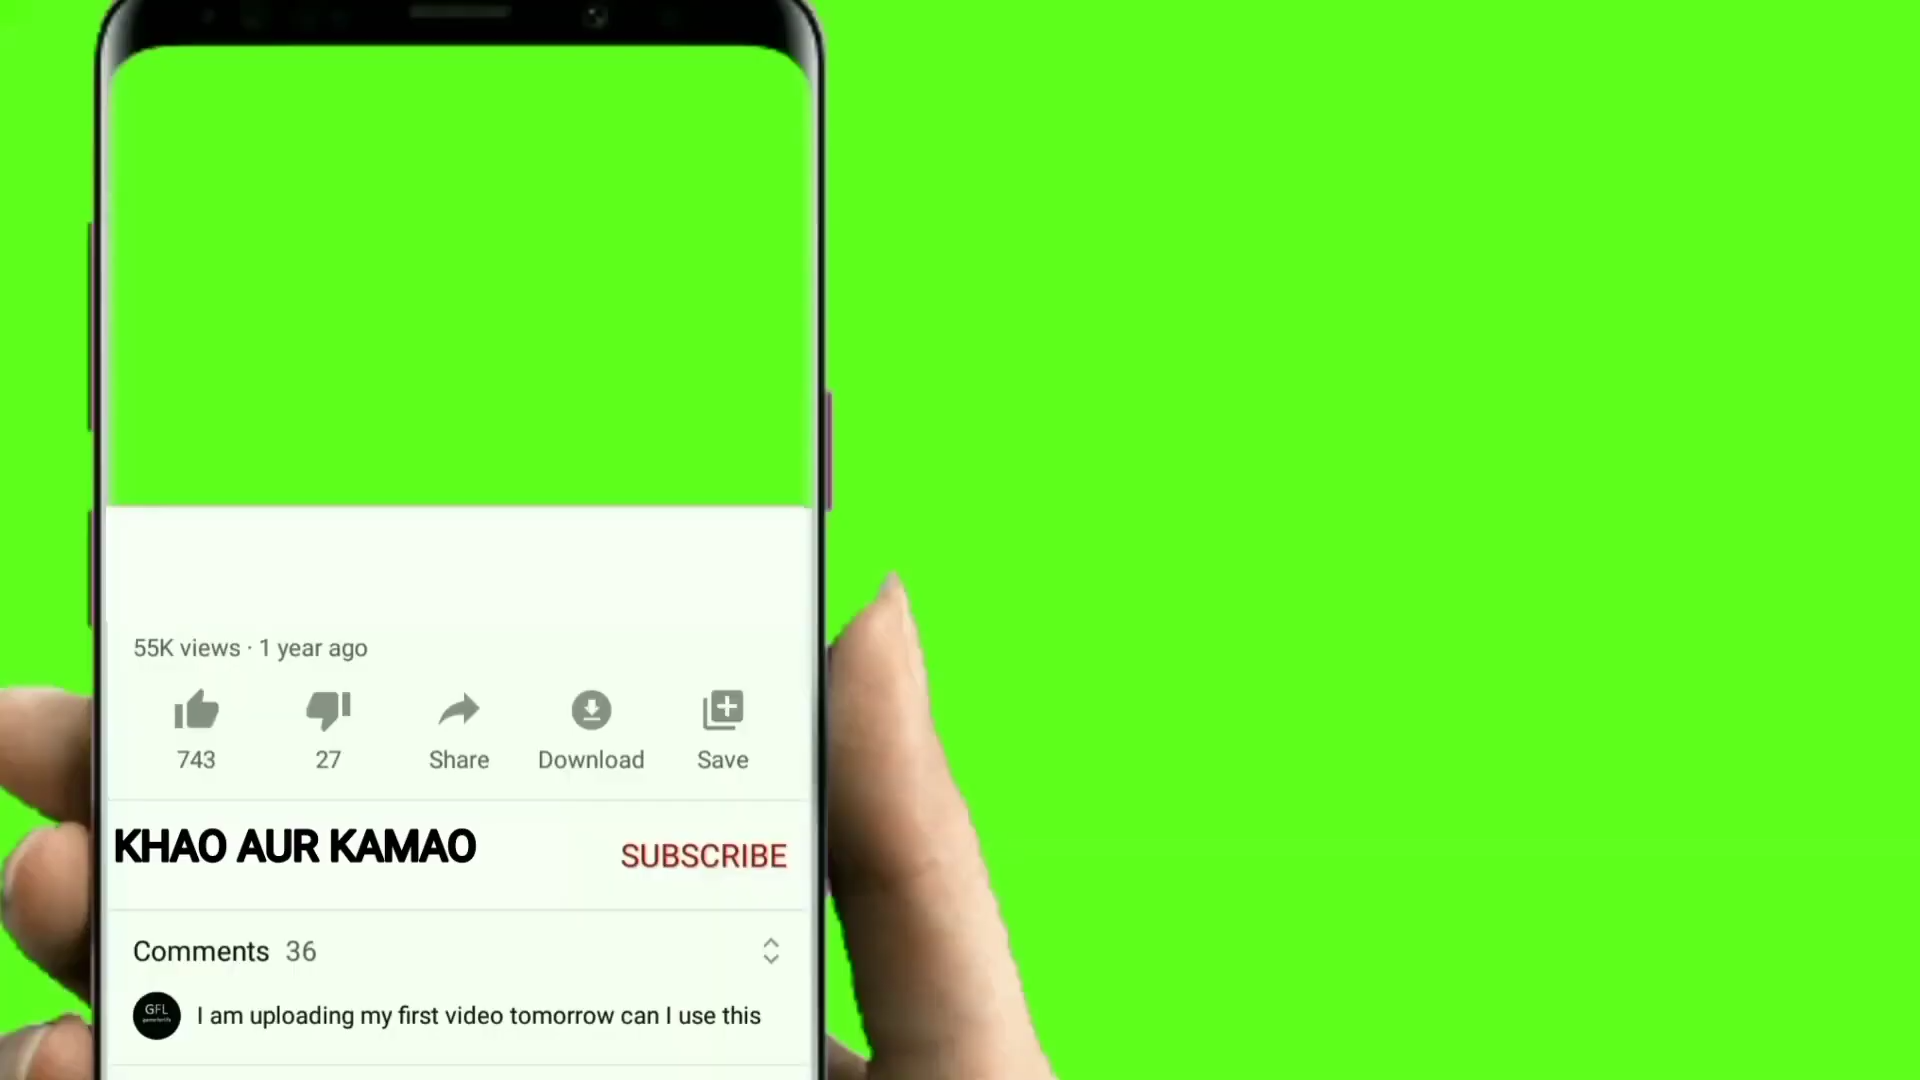 55K views · 1 year ago
743
27
Share
Download
Save
KHAO AUR KAMAO
SUBSCRIBE
Comments 36
GFL
I am uploading my first video tomorrow can I use this